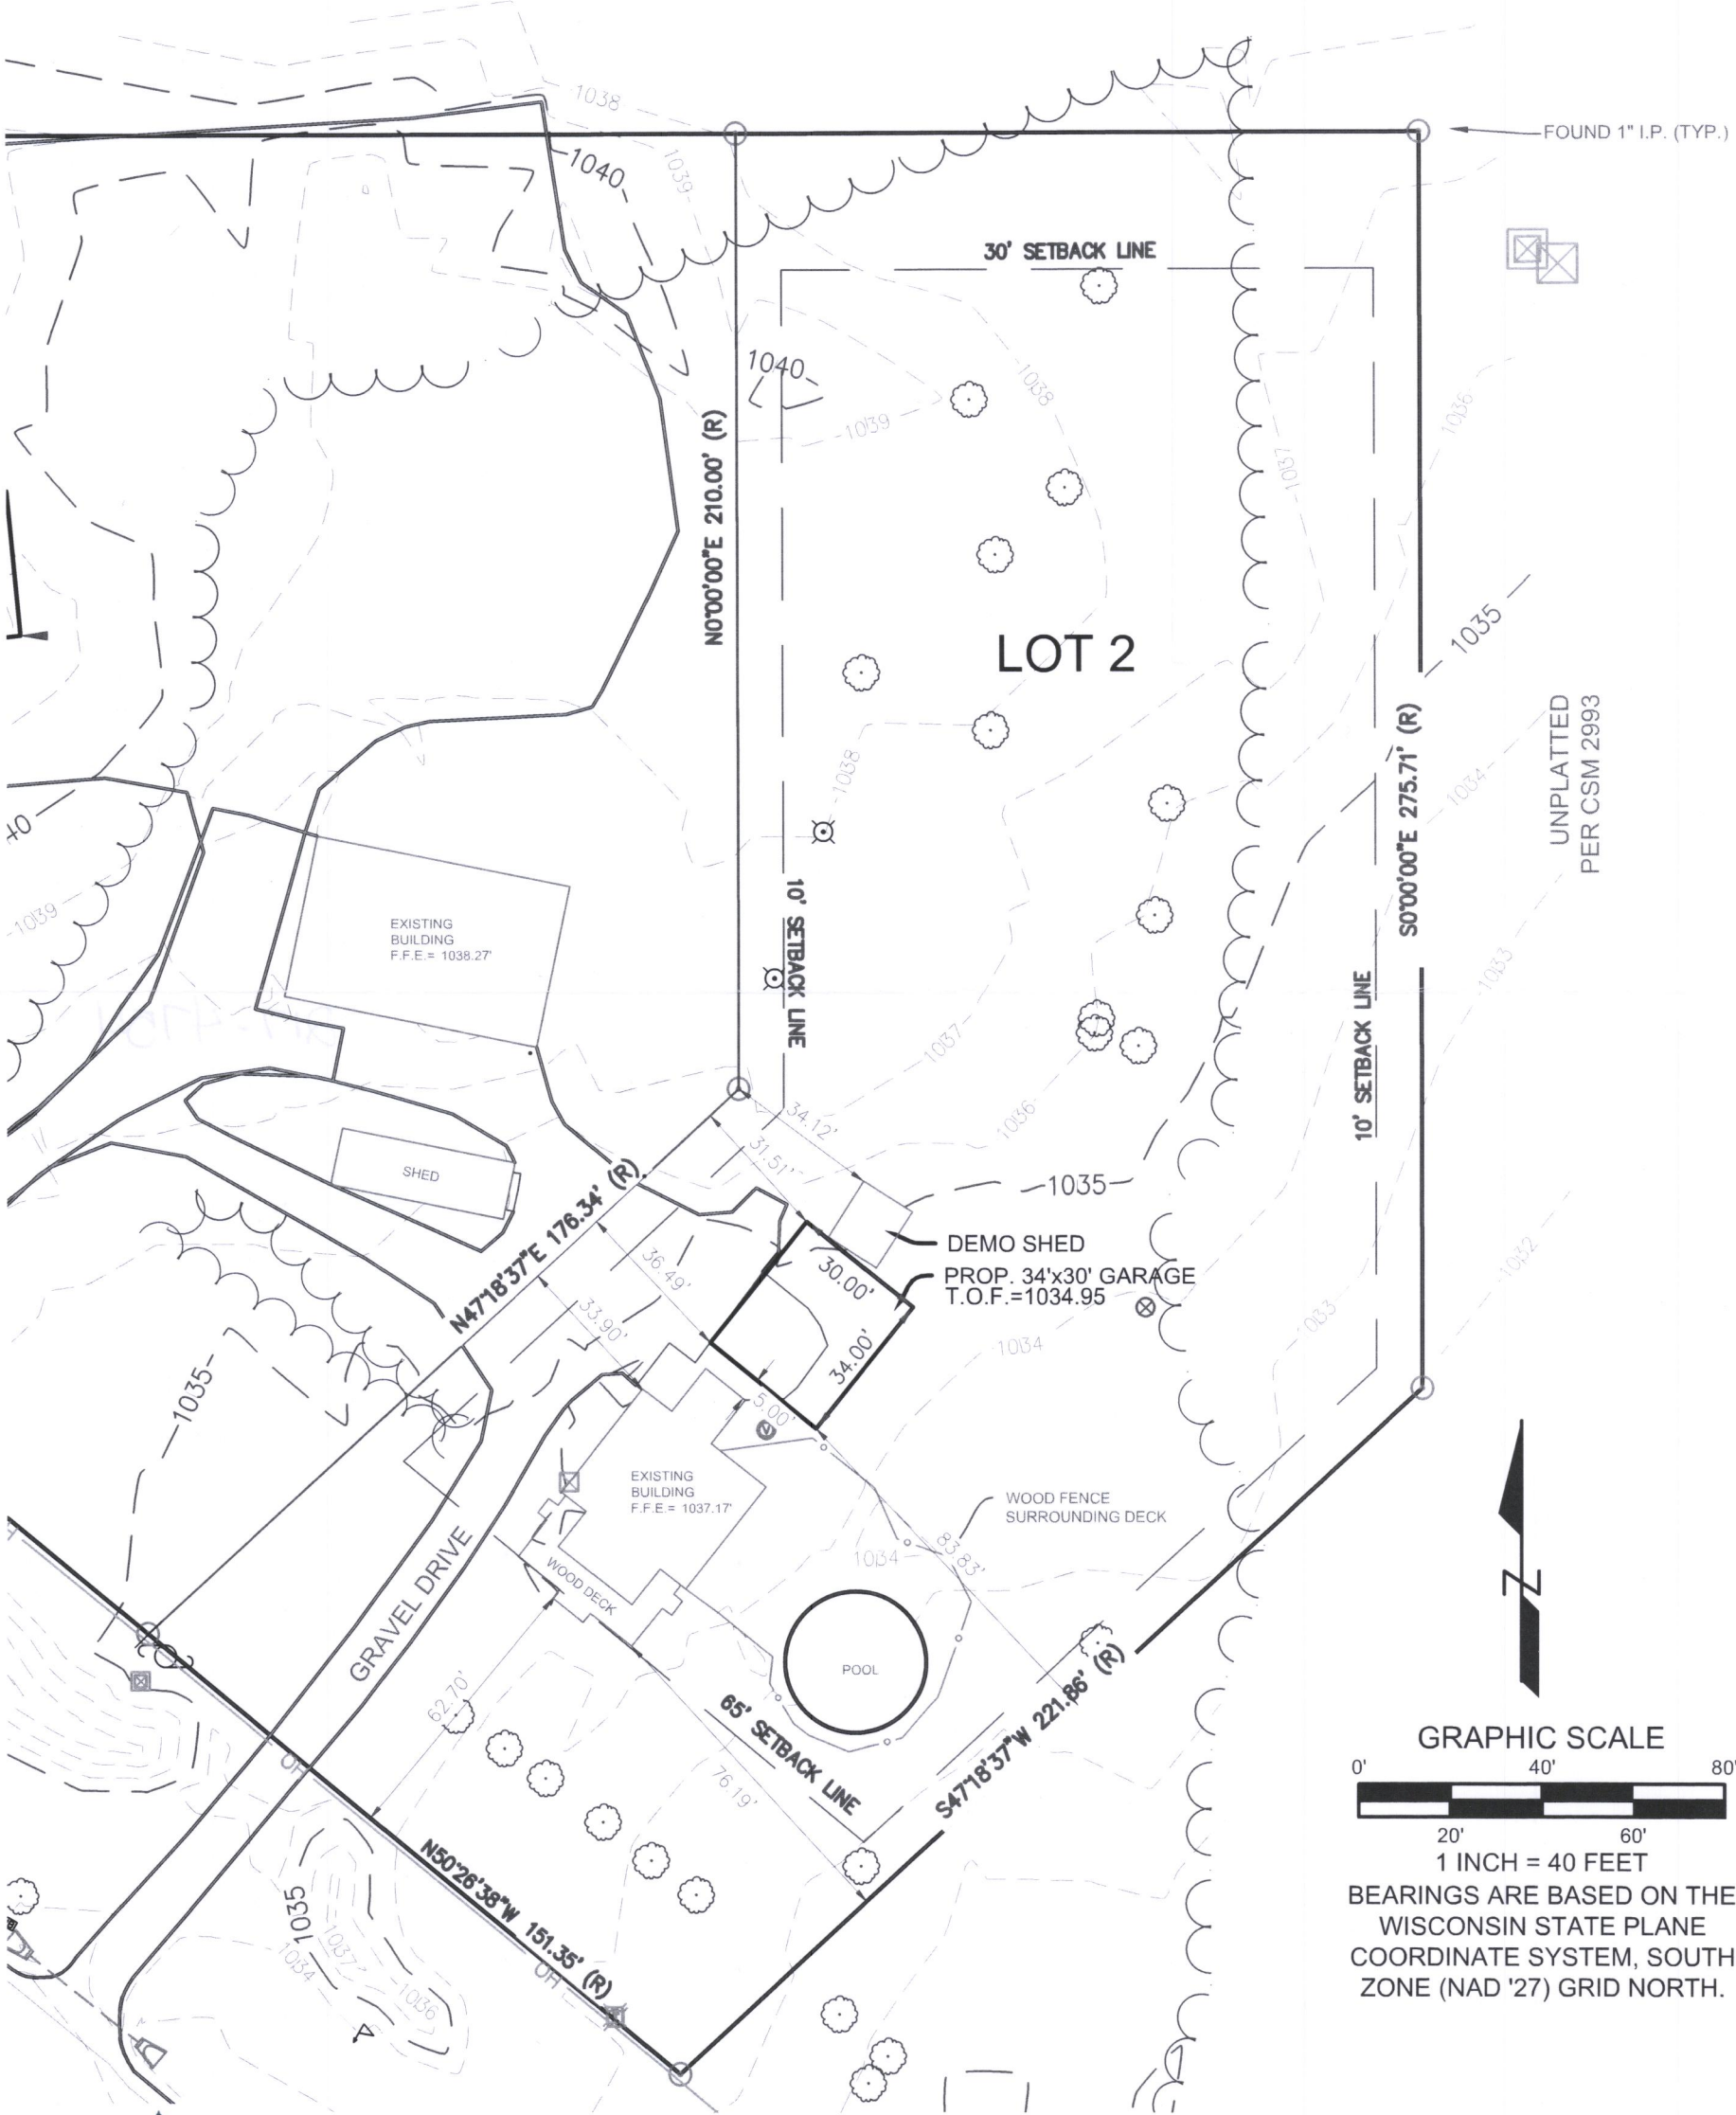 1038
FOUND 1" I.P. (TYP.)
1040
1039
30' SETBACK LINE
1040
1038
1039
1036
N0°00'00"E 210.00' (R)
1037
1035
LOT 2
UNPLATTED
PER CSM 2993
S0°00'00"E 275.71' (R)
1038
1034
40
EXISTING
BUILDING
F.F.E.= 1038.27'
10' SETBACK LINE
1039
1033
10' SETBACK LINE
1037
1036
34.12'
31.51'
SHED
1035
N47°18'37"E 176.34' (R)
DEMO SHED
PROP. 34'x30' GARAGE
T.O.F.=1034.95
30.00'
36.49'
33.90'
34.00'
1032
1033
1034
1035
5.00'
EXISTING
BUILDING
F.F.E.= 1037.17'
WOOD FENCE
SURROUNDING DECK
1034
83.83'
WOOD DECK
GRAVEL DRIVE
Z
POOL
62.70'
65' SETBACK LINE
76.19'
S47°18'37"W 221.86' (R)
OH
N50°26'38"W 151.35' (R)
OH
1035
1037
1034
1036
GRAPHIC SCALE
0' 40' 80'
20' 60'
1 INCH = 40 FEET
BEARINGS ARE BASED ON THE
WISCONSIN STATE PLANE
COORDINATE SYSTEM, SOUTH
ZONE (NAD '27) GRID NORTH.